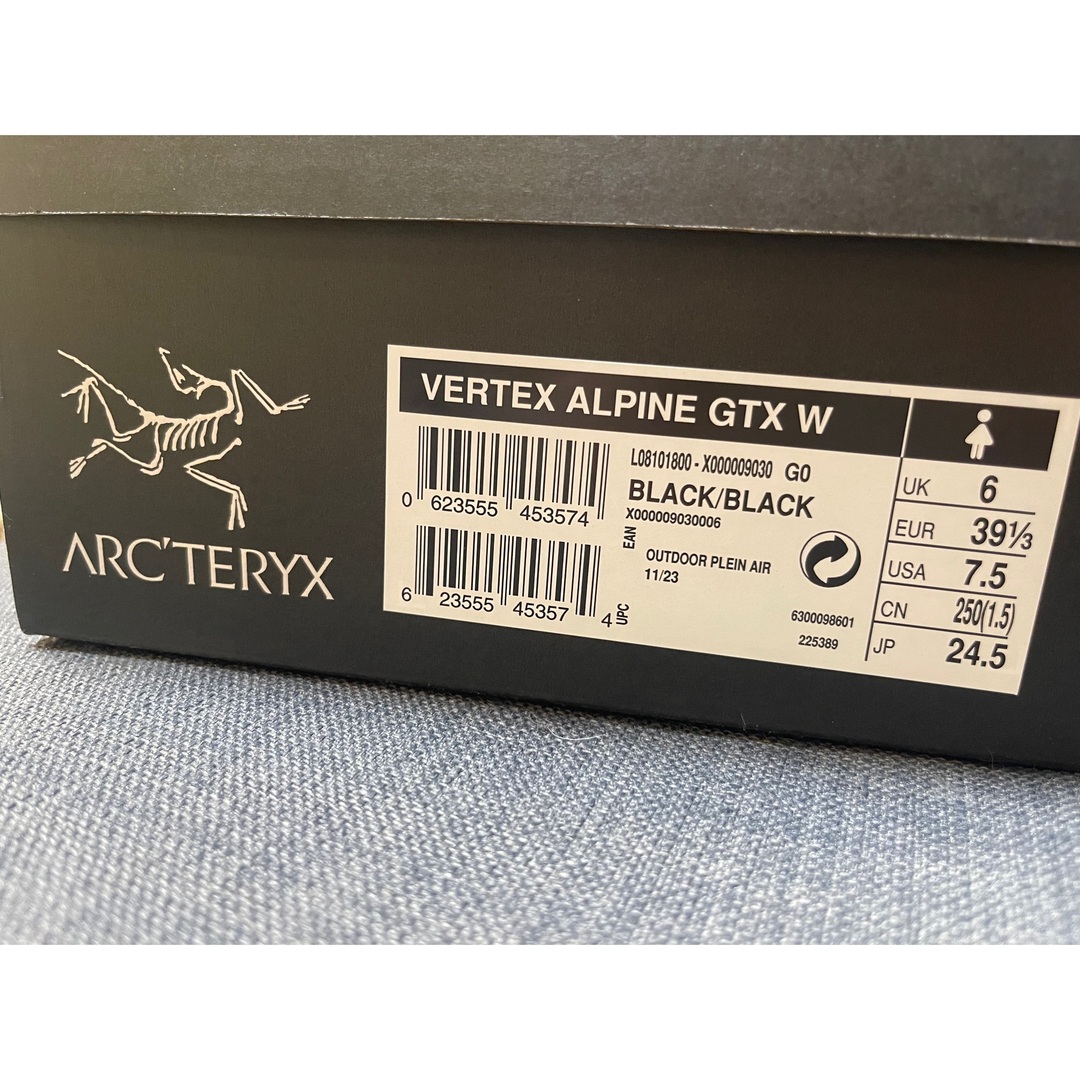 ARC'TERYX
VERTEX ALPINE GTX W
0 623555 453574
EAN
6 23555 45357 4
UPC
L08101800 - X000009030 G0
BLACK/BLACK
X000009030006
OUTDOOR PLEIN AIR
11/23
6300098601
225389
UK 6
EUR 39⅓
USA 7.5
CN 250(1.5)
JP 24.5